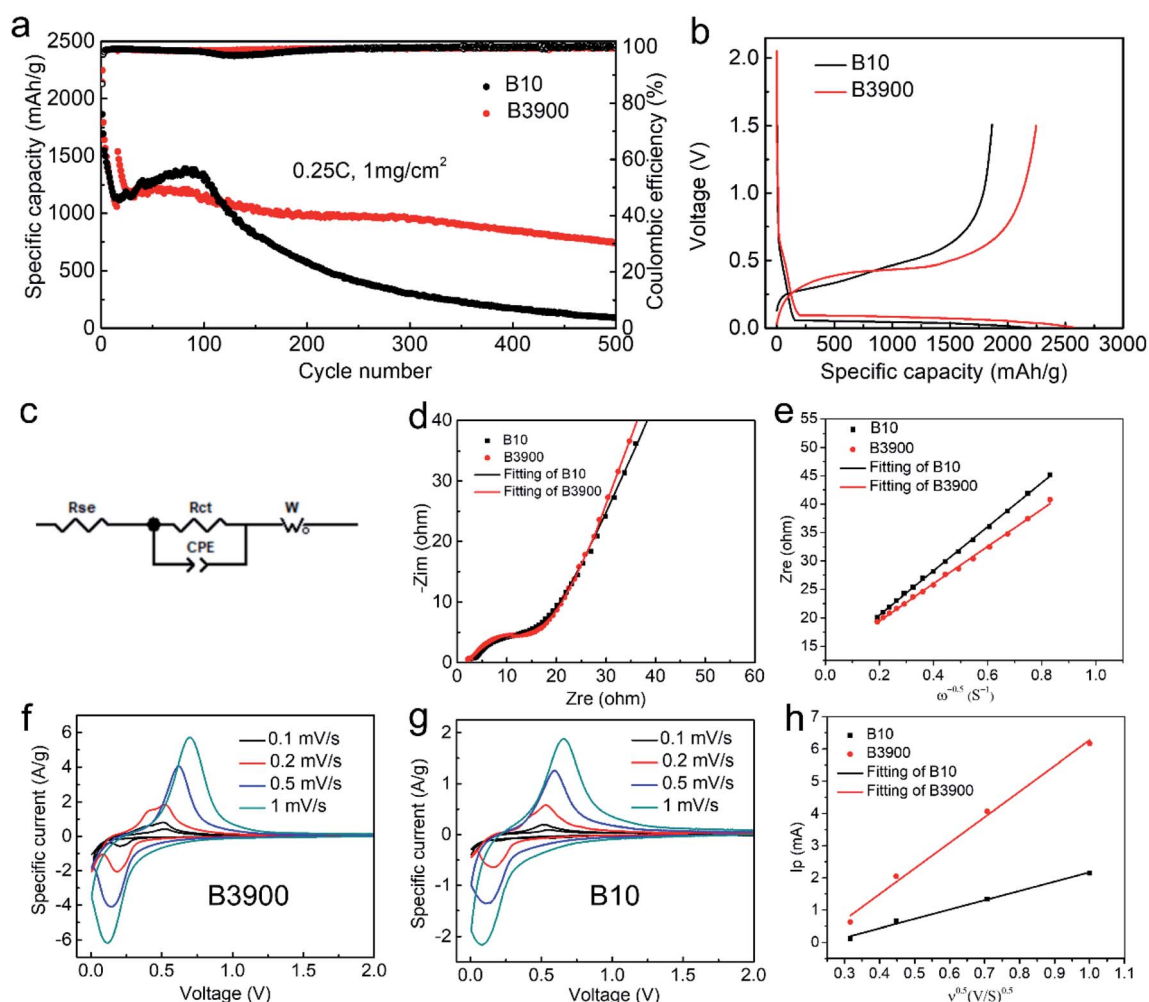 a
2500
2000
1500
1000
500
0
Specific capacity (mAh/g)
100
80
60
40
20
0
Coulombic efficiency (%)
B10
B3900
0.25C, 1mg/cm²
0 100 200 300 400 500
Cycle number
b
2.0
1.5
1.0
0.5
0.0
Voltage (V)
B10
B3900
0 500 1000 1500 2000 2500 3000
Specific capacity (mAh/g)
c
Rse
Rct
W
CPE
d
40
30
20
10
0
-Zim (ohm)
B10
B3900
Fitting of B10
Fitting of B3900
0 10 20 30 40 50 60
Zre (ohm)
e
55
50
45
40
35
30
25
20
15
10
Zre (ohm)
B10
B3900
Fitting of B10
Fitting of B3900
0.0 0.2 0.4 0.6 0.8 1.0
ω⁻⁰·⁵ (S⁻¹)
f
6
4
2
0
-2
-4
-6
Specific current (A/g)
0.1 mV/s
0.2 mV/s
0.5 mV/s
1 mV/s
B3900
0.0 0.5 1.0 1.5 2.0
Voltage (V)
g
2
1
0
-1
-2
Specific current (A/g)
0.1 mV/s
0.2 mV/s
0.5 mV/s
1 mV/s
B10
0.0 0.5 1.0 1.5 2.0
Voltage (V)
h
7
6
5
4
3
2
1
0
Ip (mA)
B10
B3900
Fitting of B10
Fitting of B3900
0.3 0.4 0.5 0.6 0.7 0.8 0.9 1.0
ν⁰·⁵(V/S)⁰·⁵